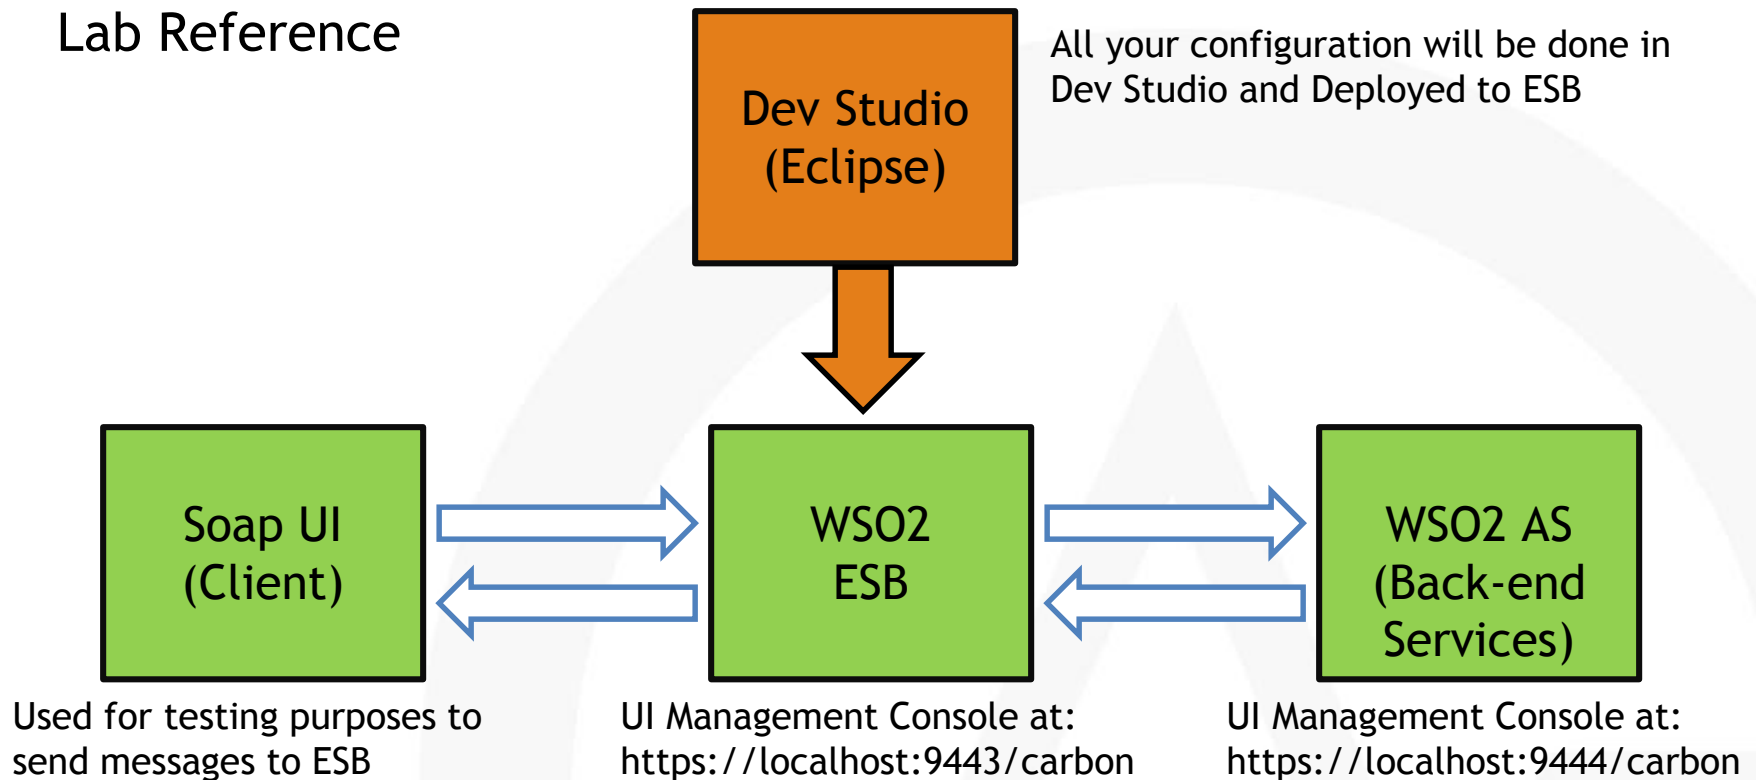 Lab Reference
Dev Studio
(Eclipse)
All your configuration will be done in
Dev Studio and Deployed to ESB
Soap UI
(Client)
WSO2
ESB
WSO2 AS
(Back-end
Services)
Used for testing purposes to
send messages to ESB
UI Management Console at:
https://localhost:9443/carbon
UI Management Console at:
https://localhost:9444/carbon